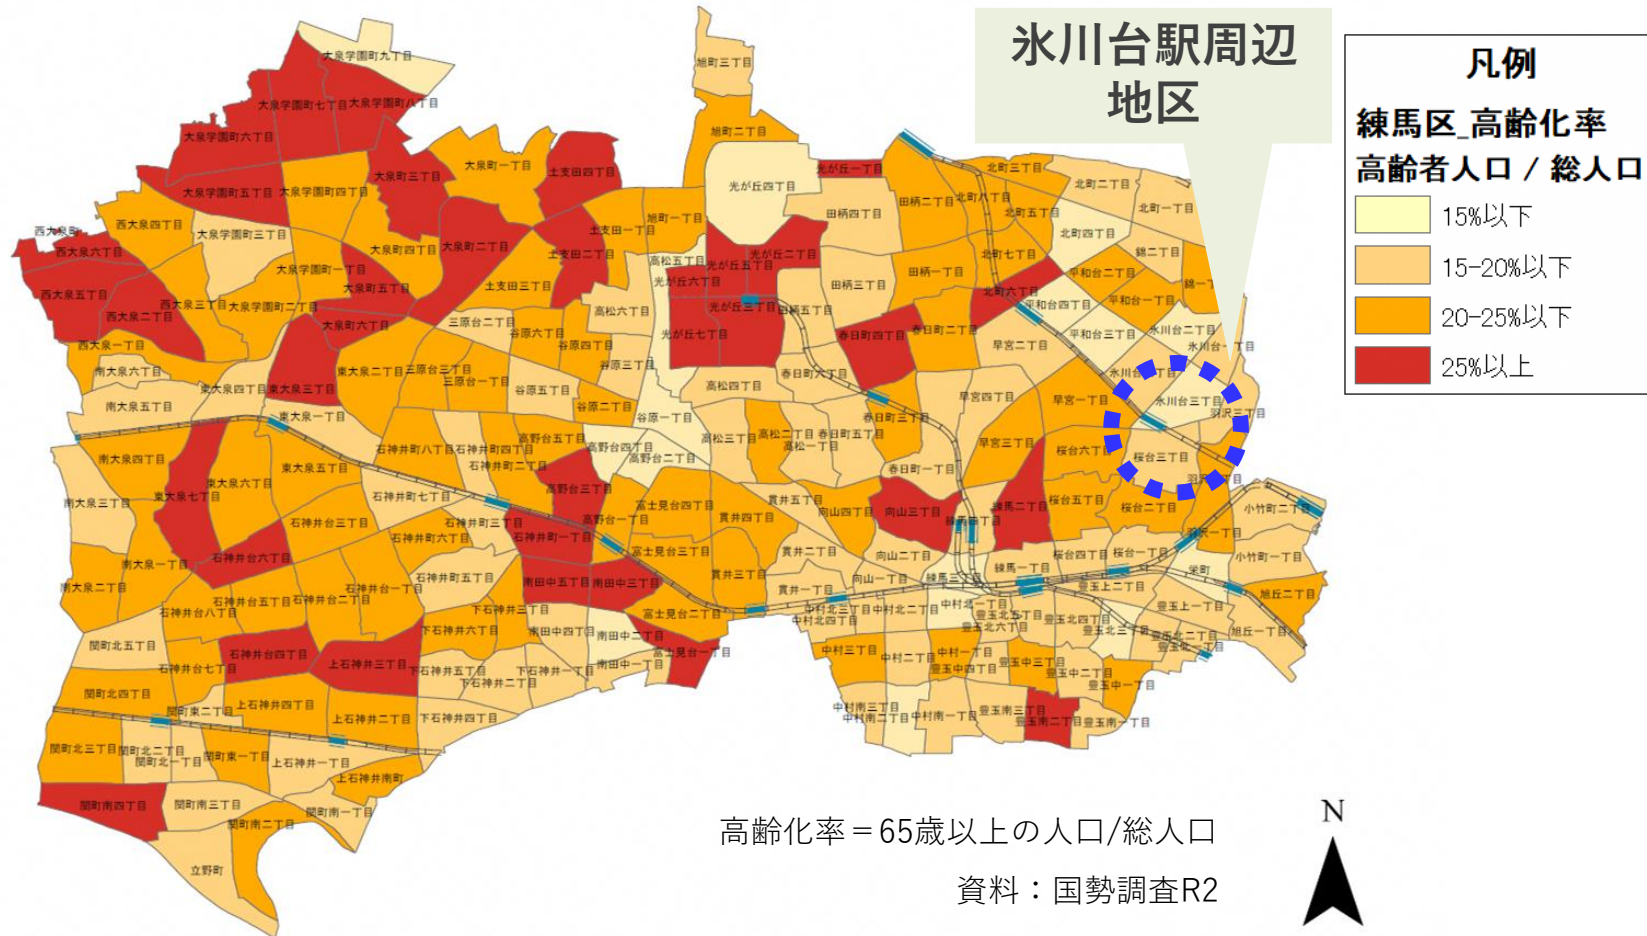 氷川台駅周辺
地区
凡例
練馬区_高齢化率
高齢者人口 / 総人口
15%以下
15-20%以下
20-25%以下
25%以上
大泉学園町九丁目
大泉学園町七丁目
大泉学園町八丁目
大泉学園町六丁目
大泉学園町五丁目
大泉学園町四丁目
大泉町三丁目
大泉町一丁目
土支田四丁目
旭町三丁目
旭町二丁目
光が丘四丁目
光が丘一丁目
北町三丁目
北町二丁目
北町一丁目
田柄四丁目
田柄二丁目
北町八丁目
北町五丁目
北町四丁目
西大泉町
西大泉四丁目
大泉学園町三丁目
西大泉六丁目
大泉町四丁目
大泉町二丁目
土支田一丁目
旭町一丁目
土支田二丁目
高松五丁目
光が丘五丁目
光が丘二丁目
北町七丁目
錦二丁目
大泉学園町一丁目
大泉町五丁目
土支田三丁目
光が丘六丁目
田柄三丁目
田柄一丁目
北町六丁目
平和台二丁目
西大泉五丁目
西大泉三丁目
大泉学園町二丁目
西大泉二丁目
大泉町六丁目
三原台二丁目
高松六丁目
光が丘三丁目
田柄五丁目
平和台四丁目
平和台一丁目
西大泉一丁目
谷原六丁目
谷原四丁目
光が丘七丁目
春日町四丁目
春日町二丁目
早宮二丁目
平和台三丁目
氷川台二丁目
氷川台一丁目
南大泉六丁目
東大泉四丁目
東大泉三丁目
東大泉二丁目
三原台三丁目
三原台一丁目
谷原五丁目
谷原三丁目
高松四丁目
春日町六丁目
南大泉五丁目
東大泉一丁目
谷原二丁目
谷原一丁目
春日町三丁目
早宮四丁目
早宮一丁目
氷川台三丁目
羽沢三丁目
南大泉四丁目
東大泉五丁目
石神井町八丁目
石神井町四丁目
高野台五丁目
高野台四丁目
高野台二丁目
高松三丁目
高松二丁目
高松一丁目
春日町五丁目
早宮三丁目
桜台六丁目
桜台三丁目
南大泉三丁目
東大泉七丁目
東大泉六丁目
石神井町七丁目
石神井町二丁目
高野台三丁目
春日町一丁目
桜台五丁目
桜台二丁目
小竹町二丁目
石神井台三丁目
石神井町三丁目
高野台一丁目
富士見台四丁目
貫井五丁目
貫井四丁目
向山四丁目
向山三丁目
練馬二丁目
羽沢一丁目
南大泉一丁目
石神井台六丁目
石神井町六丁目
石神井町一丁目
富士見台三丁目
貫井二丁目
向山二丁目
桜台四丁目
桜台一丁目
小竹町一丁目
南大泉二丁目
石神井台一丁目
石神井町五丁目
南田中五丁目
南田中三丁目
貫井三丁目
貫井一丁目
向山一丁目
練馬三丁目
練馬一丁目
豊玉上二丁目
栄町
石神井台八丁目
石神井台五丁目
石神井台二丁目
下石神井三丁目
富士見台二丁目
中村北三丁目
中村北四丁目
中村北二丁目
中村北一丁目
豊玉北五丁目
豊玉北六丁目
豊玉北四丁目
豊玉上一丁目
旭丘二丁目
関町北五丁目
石神井台四丁目
下石神井六丁目
南田中四丁目
南田中二丁目
豊玉北三丁目
豊玉北二丁目
豊玉北一丁目
旭丘一丁目
石神井台七丁目
上石神井三丁目
下石神井五丁目
下石神井二丁目
下石神井一丁目
南田中一丁目
富士見台一丁目
中村三丁目
中村二丁目
中村一丁目
豊玉中四丁目
豊玉中三丁目
豊玉中二丁目
豊玉中一丁目
関町北四丁目
関町東二丁目
上石神井四丁目
上石神井二丁目
下石神井四丁目
中村南三丁目
中村南二丁目
中村南一丁目
豊玉南三丁目
豊玉南二丁目
豊玉南一丁目
関町北三丁目
関町北二丁目
関町北一丁目
関町東一丁目
上石神井一丁目
上石神井南町
関町南四丁目
関町南三丁目
関町南二丁目
関町南一丁目
立野町
高齢化率＝65歳以上の人口/総人口
資料：国勢調査R2
N